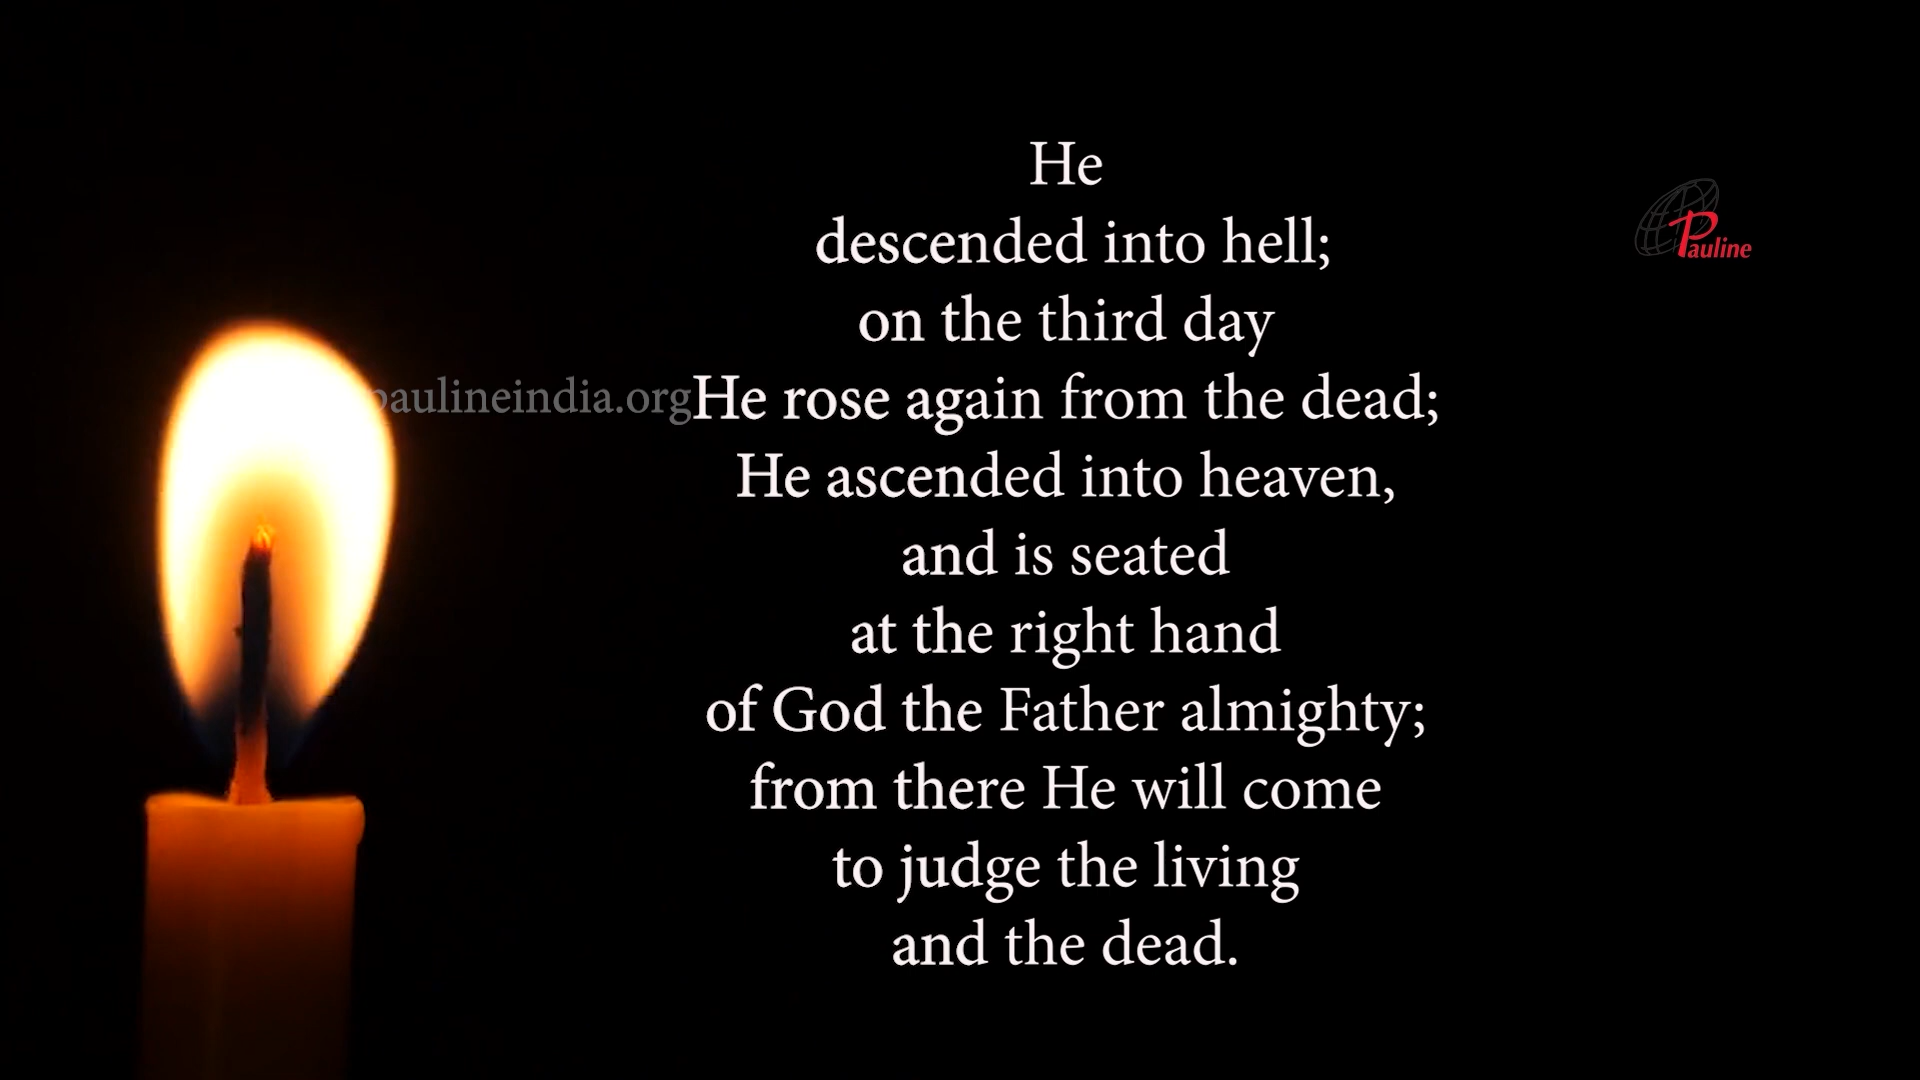 He
descended into hell;
on the third day
paulineindia.org
He rose again from the dead;
He ascended into heaven,
and is seated
at the right hand
of God the Father almighty;
from there He will come
to judge the living
and the dead.
Pauline